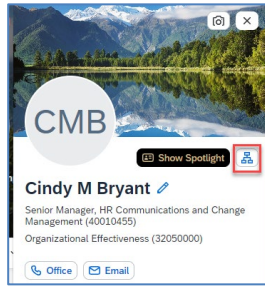 CMB
Show Spotlight
Cindy M Bryant
Senior Manager, HR Communications and Change
Management (40010455)
Organizational Effectiveness (32050000)
Office Email